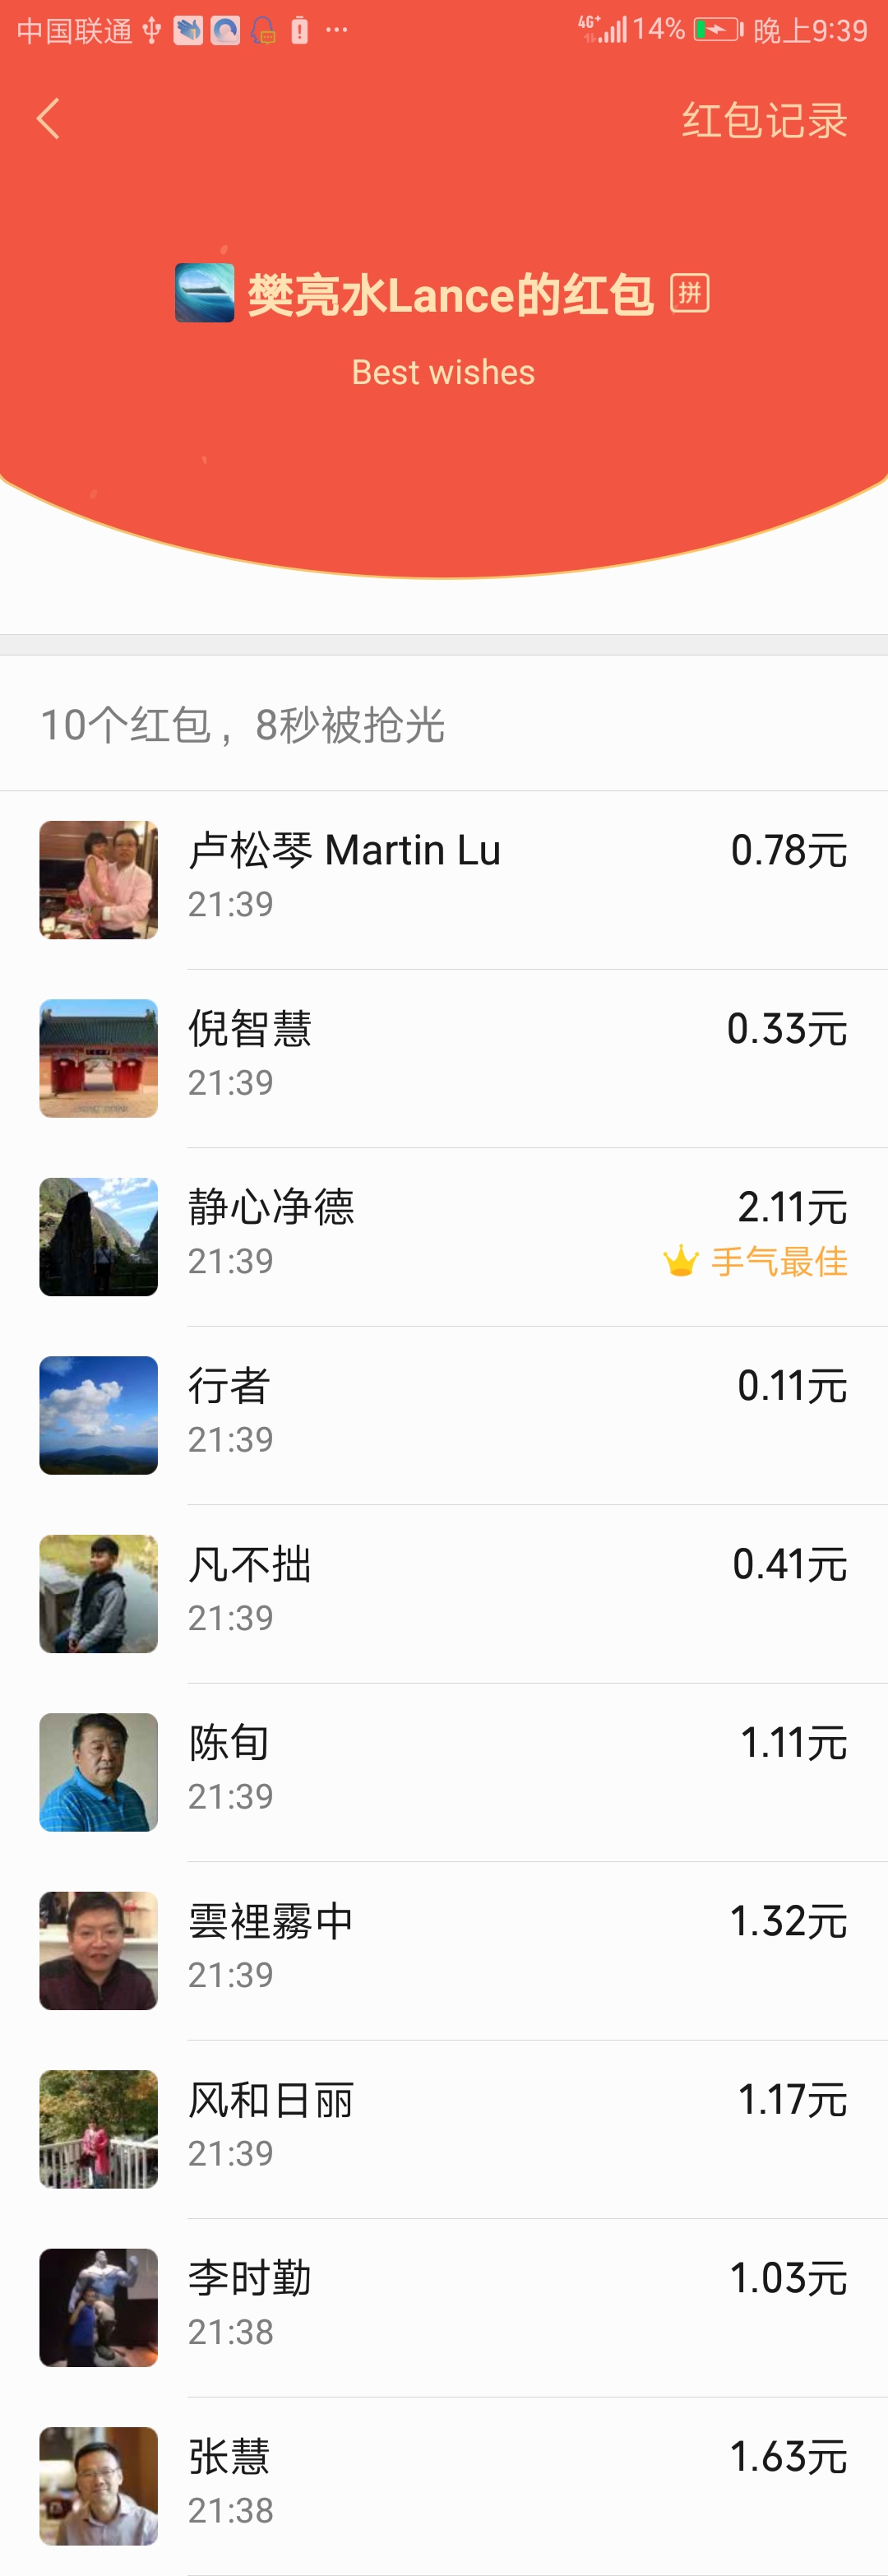 中国联通 4G+ 14% 晚上9:39
红包记录
樊亮水Lance的红包 拼
Best wishes
10个红包，8秒被抢光
卢松琴 Martin Lu 0.78元
21:39
倪智慧 0.33元
21:39
静心净德 2.11元
21:39 手气最佳
行者 0.11元
21:39
凡不拙 0.41元
21:39
陈旬 1.11元
21:39
雲裡霧中 1.32元
21:39
风和日丽 1.17元
21:39
李时勤 1.03元
21:38
张慧 1.63元
21:38